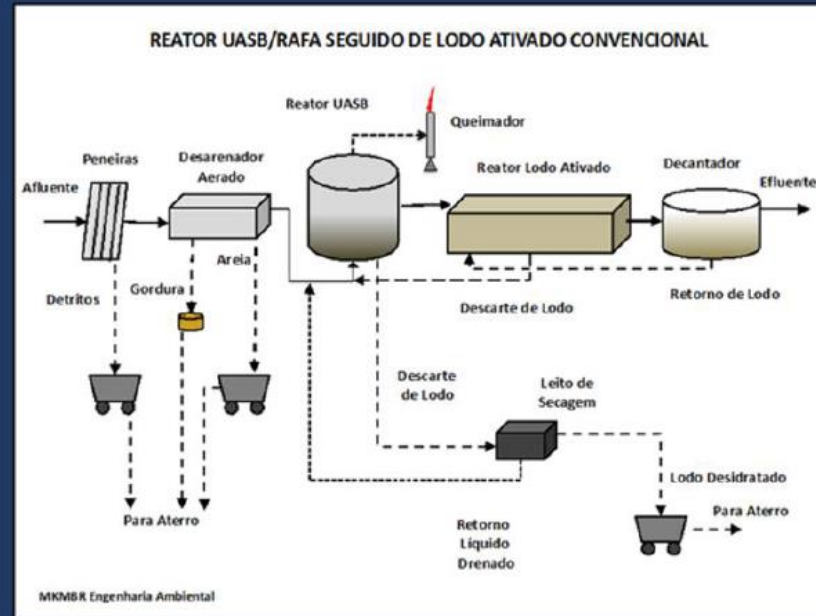 REATOR UASB/RAFA SEGUIDO DE LODO ATIVADO CONVENCIONAL
Reator UASB
Queimador
Peneiras
Desarenador
Aerado
Reator Lodo Ativado
Decantador
Afluente
Efluente
Areia
Gordura
Detritos
Descarte de Lodo
Retorno de Lodo
Descarte
de Lodo
Leito de
Secagem
Lodo Desidratado
Para Aterro
Para Aterro
Retorno
Líquido
Drenado
MKMBR Engenharia Ambiental